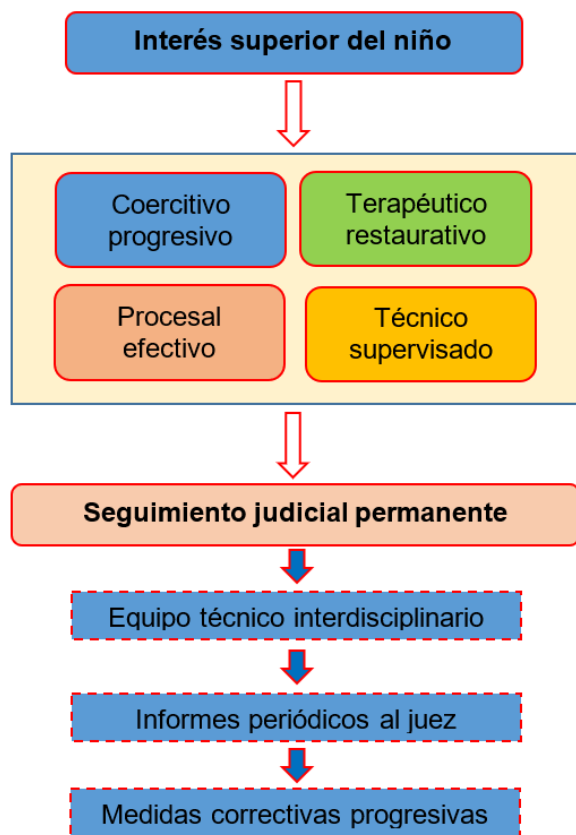 Interés superior del niño
Coercitivo
progresivo
Terapéutico
restaurativo
Procesal
efectivo
Técnico
supervisado
Seguimiento judicial permanente
Equipo técnico interdisciplinario
Informes periódicos al juez
Medidas correctivas progresivas